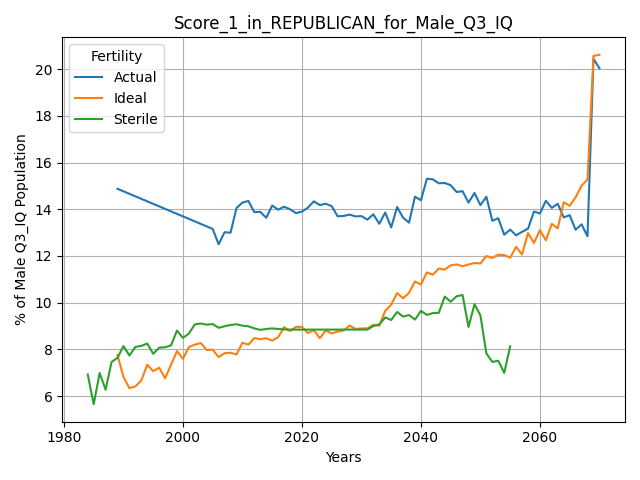 Score_1_in_REPUBLICAN_for_Male_Q3_IQ
Fertility
Actual
Ideal
Sterile
% of Male Q3_IQ Population
20
18
16
14
12
10
8
6
1980
2000
2020
2040
2060
Years